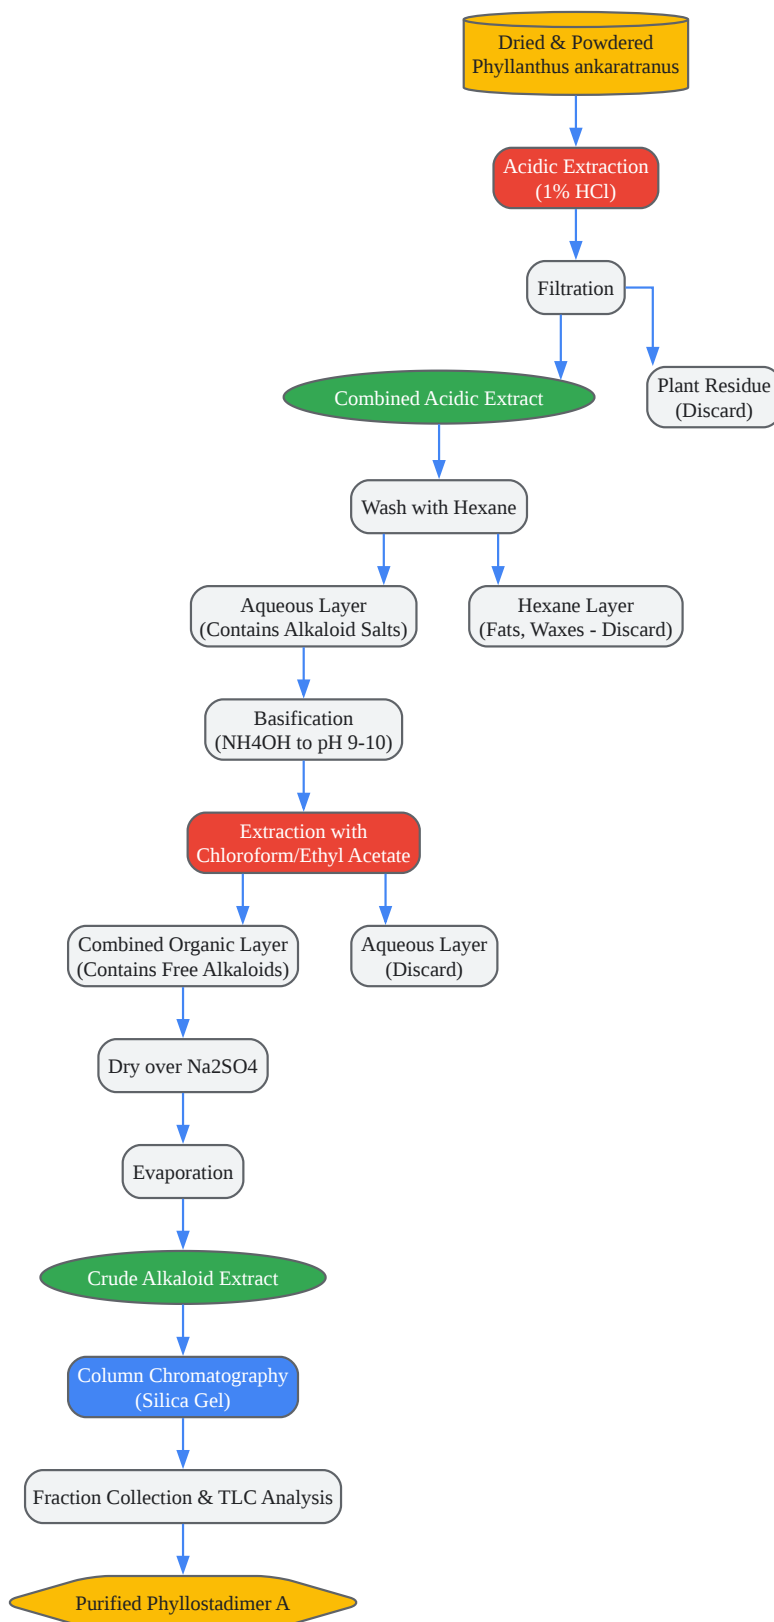 Dried & Powdered
Phyllanthus ankaratranus
Acidic Extraction
(1% HCl)
Filtration
Plant Residue
(Discard)
Combined Acidic Extract
Wash with Hexane
Aqueous Layer
(Contains Alkaloid Salts)
Hexane Layer
(Fats, Waxes - Discard)
Basification
(NH4OH to pH 9-10)
Extraction with
Chloroform/Ethyl Acetate
Combined Organic Layer
(Contains Free Alkaloids)
Aqueous Layer
(Discard)
Dry over Na2SO4
Evaporation
Crude Alkaloid Extract
Column Chromatography
(Silica Gel)
Fraction Collection & TLC Analysis
Purified Phyllostadimer A